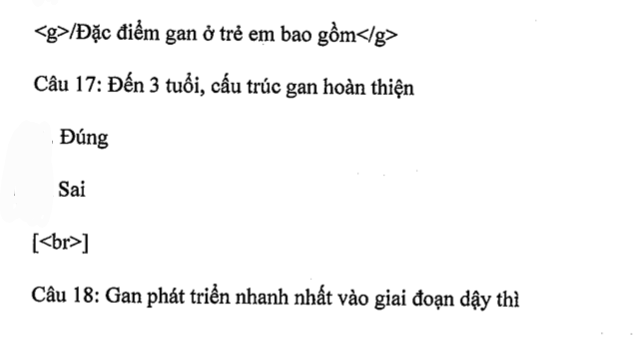 <g>/Đặc điểm gan ở trẻ em bao gồm</g>
Câu 17: Đến 3 tuổi, cấu trúc gan hoàn thiện
Đúng
Sai
[<br>]
Câu 18: Gan phát triển nhanh nhất vào giai đoạn dậy thì